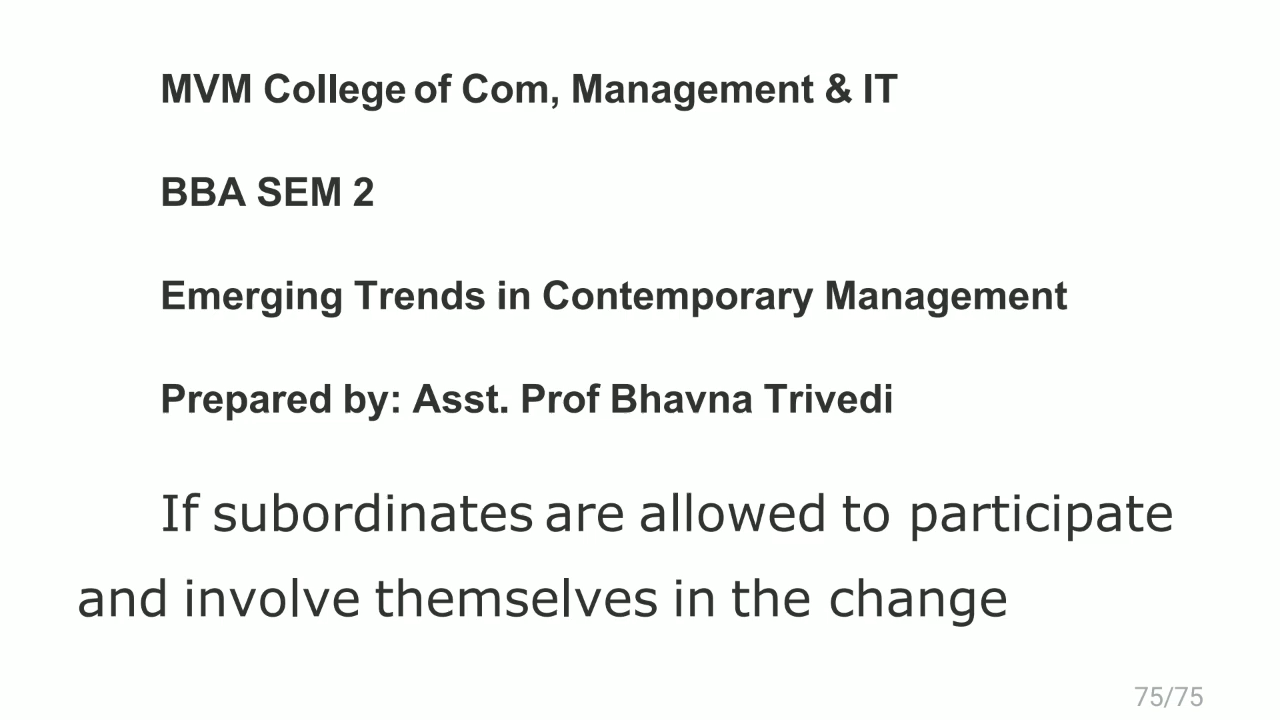 MVM College of Com, Management & IT
BBA SEM 2
Emerging Trends in Contemporary Management
Prepared by: Asst. Prof Bhavna Trivedi
If subordinates are allowed to participate
and involve themselves in the change
75/75